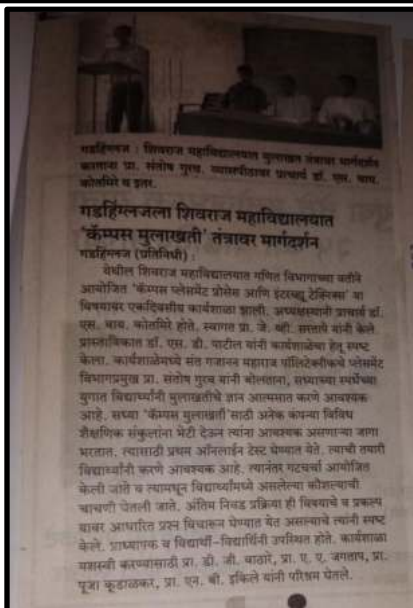 गडहिंग्लज : शिवराज महाविद्यालयात मुलाखत तंत्रावर मार्गदर्शन
करताना प्रा. संतोष गुरव. व्यासपीठावर प्राचार्य डॉ. एस. वाय.
कोतमिरे व इतर.
गडहिंग्लजला शिवराज महाविद्यालयात
'कॅम्पस मुलाखती' तंत्रावर मार्गदर्शन
गडहिंग्लज (प्रतिनिधी) :
येथील शिवराज महाविद्यालयात गणित विभागाच्या वतीने
आयोजित 'कॅम्पस प्लेसमेंट प्रोसेस आणि इंटरव्ह्यू टेक्निक्स' या
विषयावर एकदिवसीय कार्यशाळा झाली. अध्यक्षस्थानी प्राचार्य डॉ.
एस. वाय. कोतमिरे होते. स्वागत प्रा. जे. व्ही. सरतापे यांनी केले
प्रास्ताविकात डॉ. एस. डी. पाटील यांनी कार्यशाळेचा हेतू स्पष्ट
केला. कार्यशाळेमध्ये संत गजानन महाराज पॉलिटेक्नीकचे प्लेसमेंट
विभागप्रमुख प्रा. संतोष गुरव यांनी बोलताना, सध्याच्या स्पर्धेच्या
युगात विद्यार्थ्यांनी मुलाखतीचे ज्ञान आत्मसात करणे आवश्यक
आहे. सध्या 'कॅम्पस मुलाखती'साठी अनेक कंपन्या विविध
शैक्षणिक संकुलांना भेटी देऊन त्यांना आवश्यक असणाऱ्या जागा
भरतात. त्यासाठी प्रथम ऑनलाईन टेस्ट घेण्यात येते. त्याची तयारी
विद्यार्थ्यांनी करणे आवश्यक आहे. त्यानंतर गटचर्चा आयोजित
केली जाते व त्यामधून विद्यार्थ्यांमध्ये असलेल्या कौशल्याची
चाचणी घेतली जाते. अंतिम निवड प्रक्रिया ही विषयाचे व प्रकल्प
यावर आधारित प्रश्न विचारून घेण्यात येत असल्याचे त्यांनी स्पष्ट
केले. प्राध्यापक व विद्यार्थी-विद्यार्थिनी उपस्थित होते. कार्यशाळा
यशस्वी करण्यासाठी प्रा. डी. जी. वाठारे, प्रा. ए. ए. जगताप, प्रा.
पूजा कूडाळकर, प्रा. एन. बी. इकिले यांनी परिश्रम घेतले.